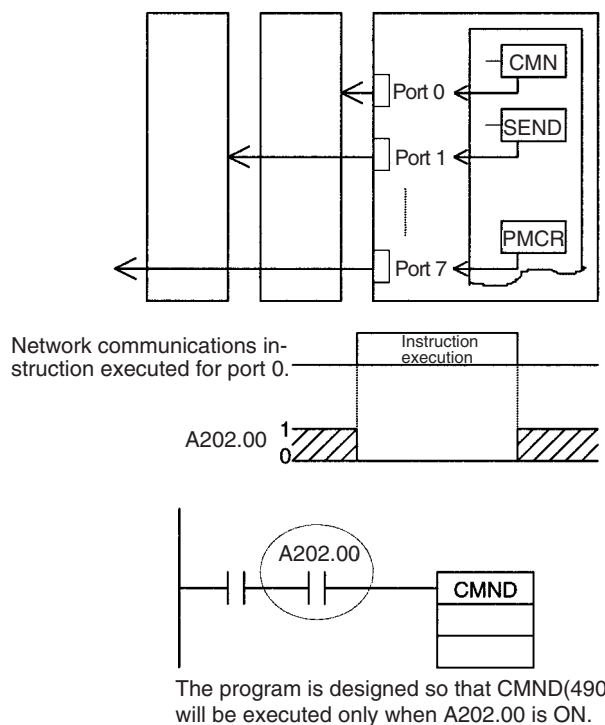 CMN
Port 0
SEND
Port 1
PMCR
Port 7
Network communications in-
struction executed for port 0.
Instruction
execution
A202.00
1
0
A202.00
CMND
The program is designed so that CMND(490
will be executed only when A202.00 is ON.